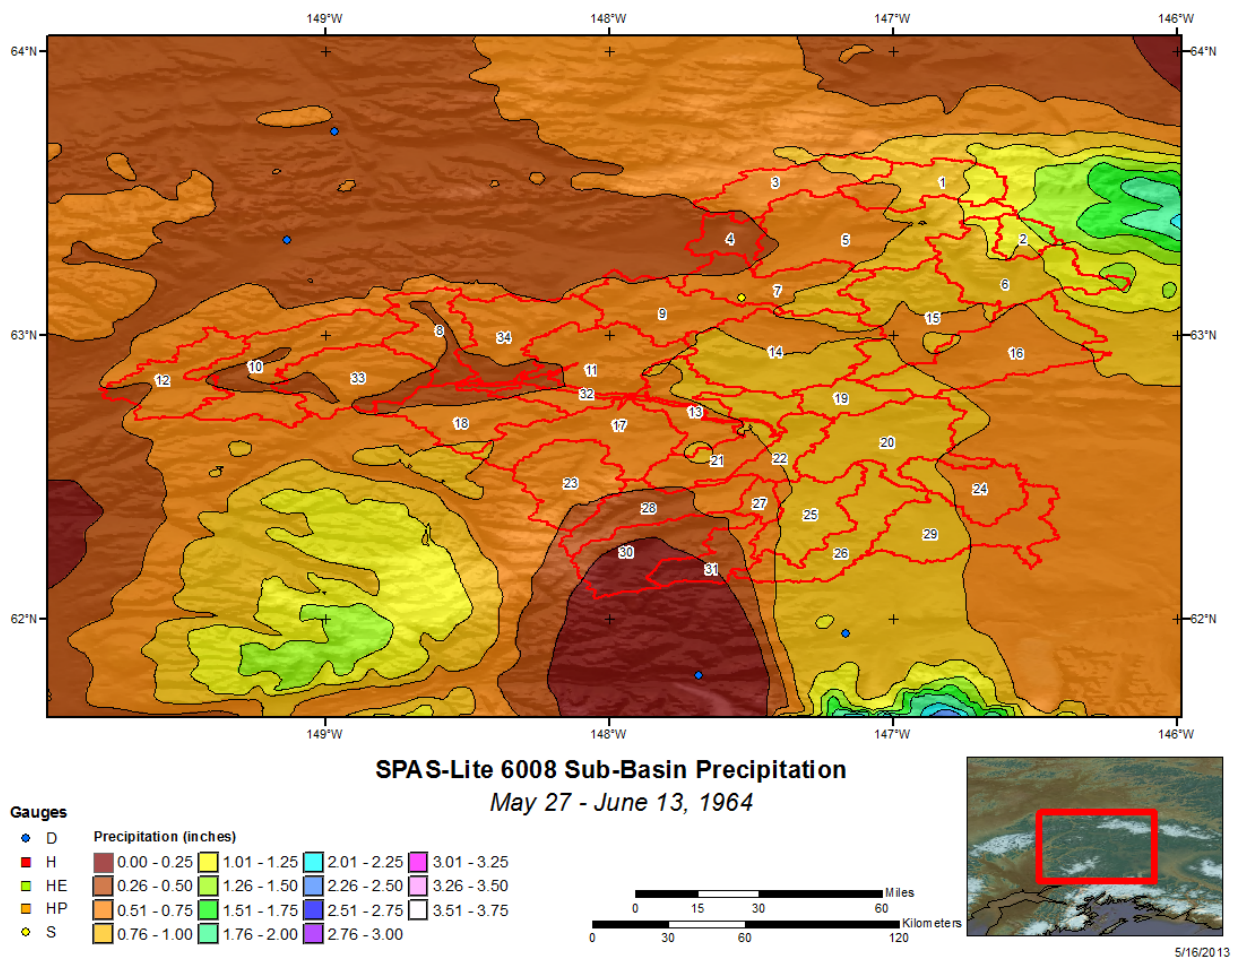 149°W 148°W 147°W 146°W
64°N 64°N
3 1
4 5 2
7 6
9 15
63°N 8 34 63°N
14 16
10 11
12 33
32 19
13
18 17 20
21 22
23 24
28 27
25 29
30 26
31
62°N 62°N
149°W 148°W 147°W 146°W
SPAS-Lite 6008 Sub-Basin Precipitation
May 27 - June 13, 1964
Gauges
D
H
HE
HP
S
Precipitation (inches)
0.00 - 0.25 1.01 - 1.25 2.01 - 2.25 3.01 - 3.25
0.26 - 0.50 1.26 - 1.50 2.26 - 2.50 3.26 - 3.50
0.51 - 0.75 1.51 - 1.75 2.51 - 2.75 3.51 - 3.75
0.76 - 1.00 1.76 - 2.00 2.76 - 3.00
Miles
0 15 30 60
Kilometers
0 30 60 120
5/16/2013